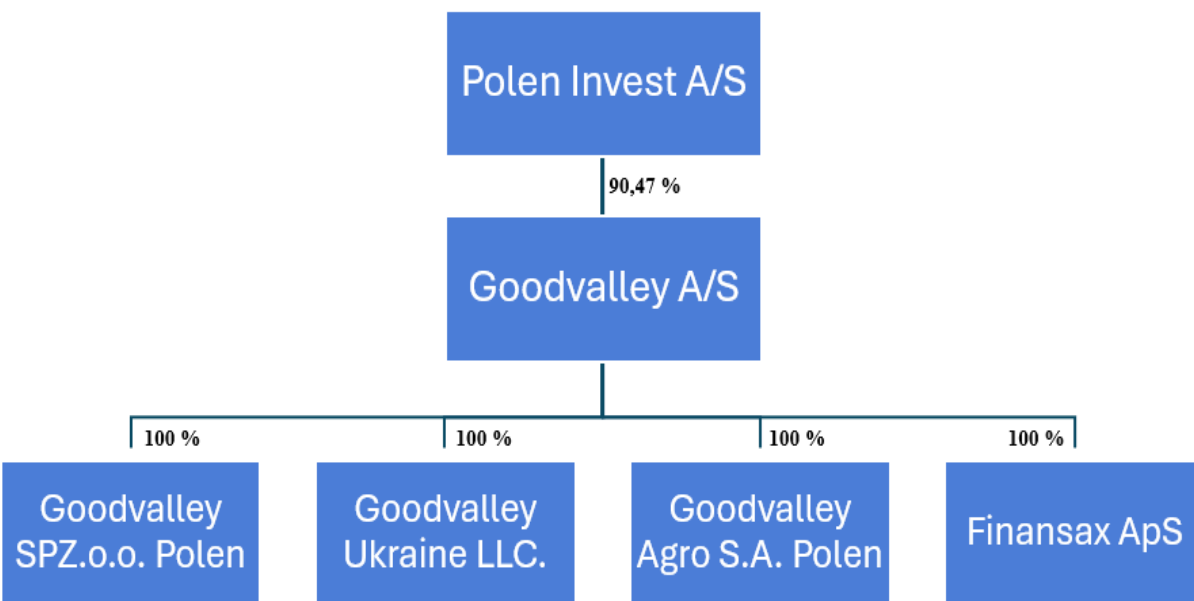 Polen Invest A/S
90,47 %
Goodvalley A/S
100 %
100 %
100 %
100 %
Goodvalley
SPZ.o.o. Polen
Goodvalley
Ukraine LLC.
Goodvalley
Agro S.A. Polen
Finansax ApS